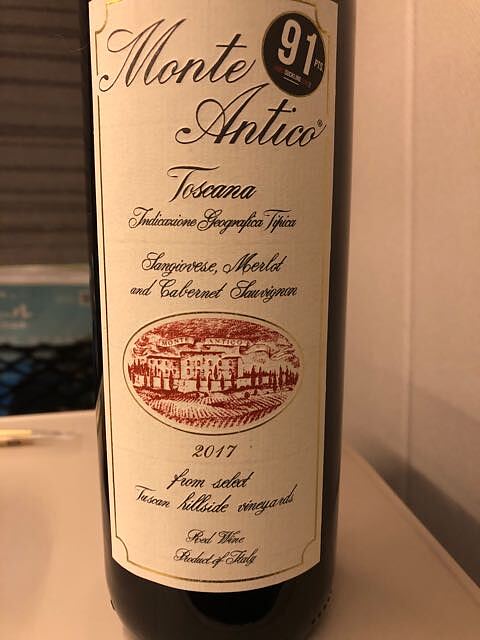 Monte
Antico®
91
PTS
SUCKLING
Toscana
Indicazione Geografica Tipica
Sangiovese, Merlot
and Cabernet Sauvignon
MONTE ANTICO
2017
from select
Tuscan hillside vineyards
Red Wine
Product of Italy